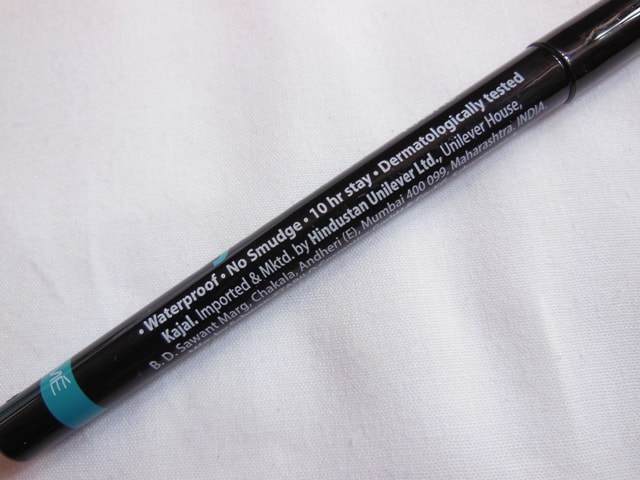 • Waterproof • No Smudge • 10 hr stay • Dermatologically tested
Kajal. Imported & Mktd. by Hindustan Unilever Ltd., Unilever House,
B. D. Sawant Marg, Chakala, Andheri (E), Mumbai 400 099, Maharashtra. INDIA.
MÉ